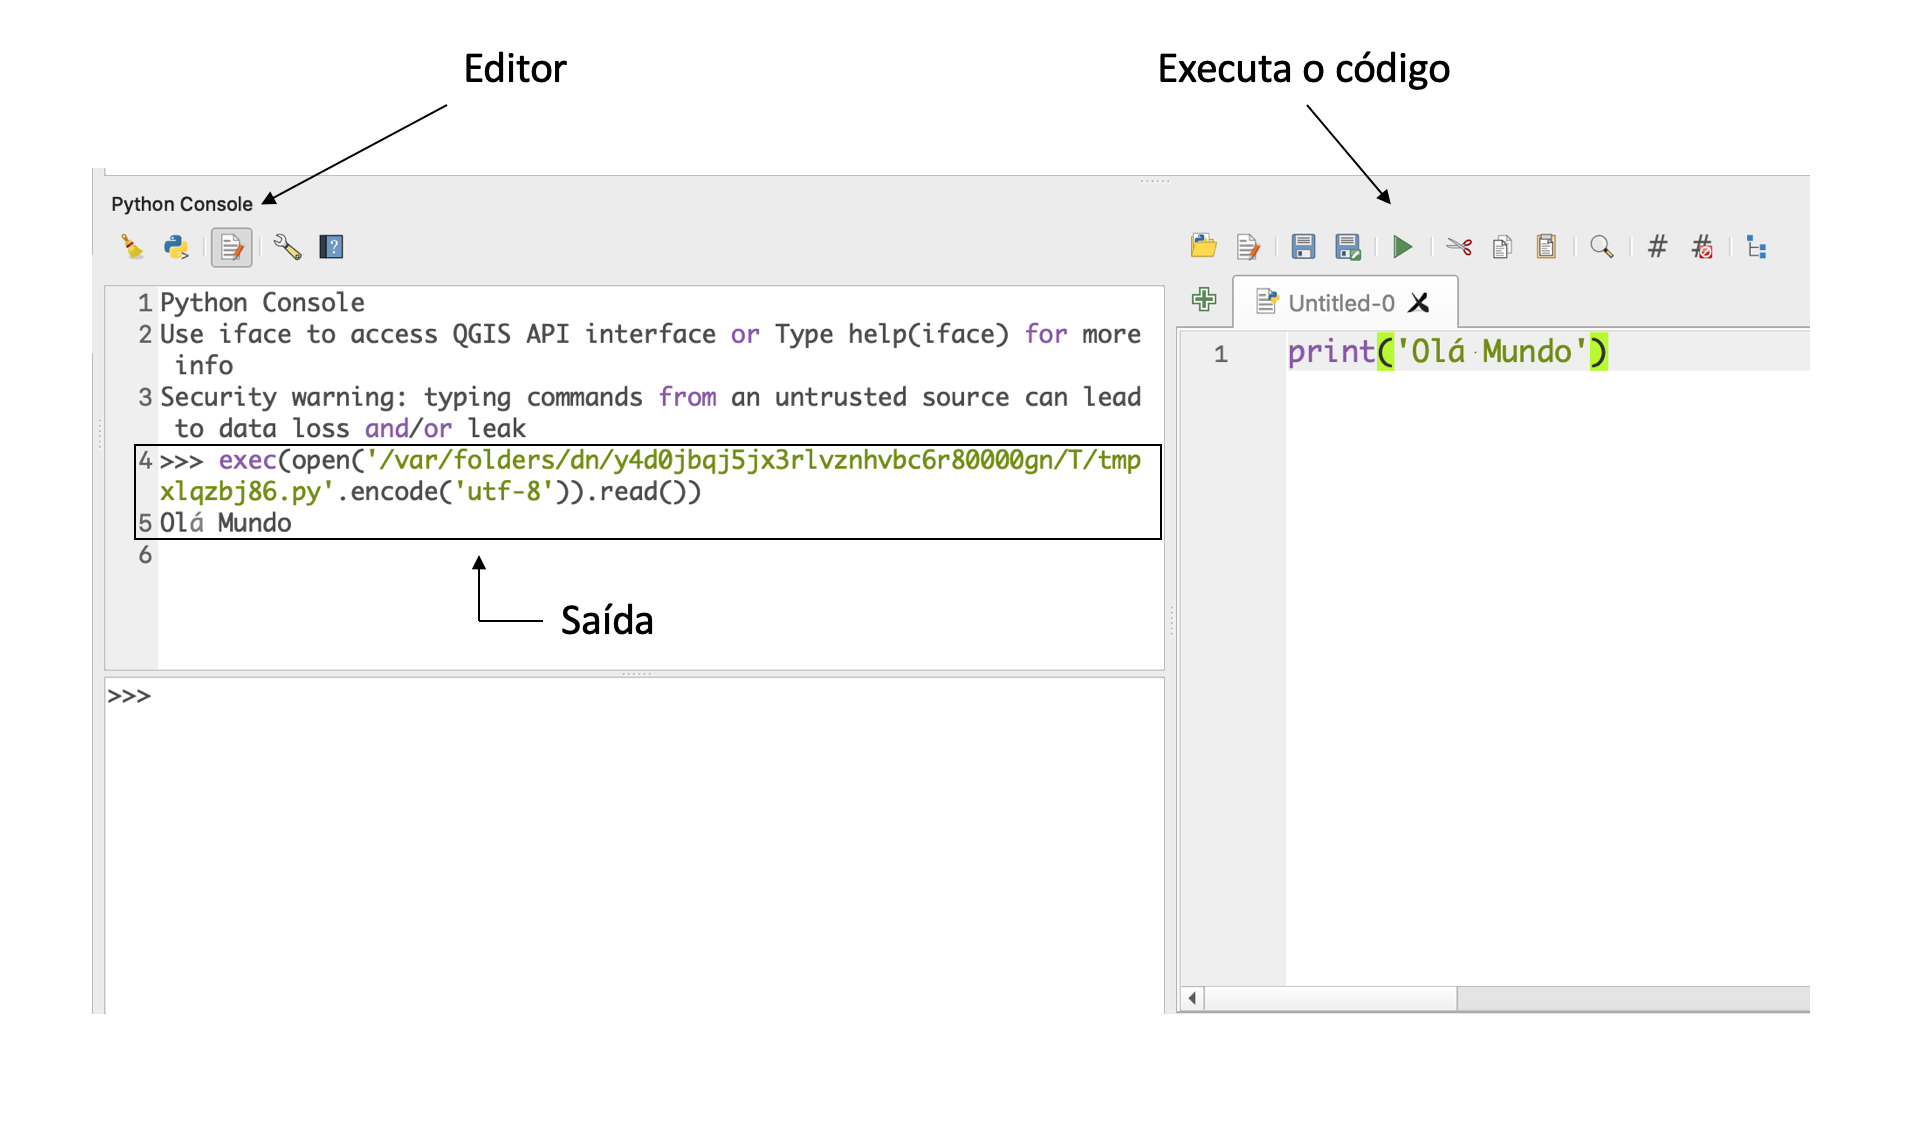 Editor
Executa o código
Python Console
1 Python Console
2 Use iface to access QGIS API interface or Type help(iface) for more
info
3 Security warning: typing commands from an untrusted source can lead
to data loss and/or leak
4 >>> exec(open('/var/folders/dn/y4d0jbqj5jx3rlvznhvbc6r80000gn/T/tmp
xlqzbj86.py'.encode('utf-8')).read())
5 Olá Mundo
6
Saída
>>>
Untitled-0
1 print('Olá Mundo')